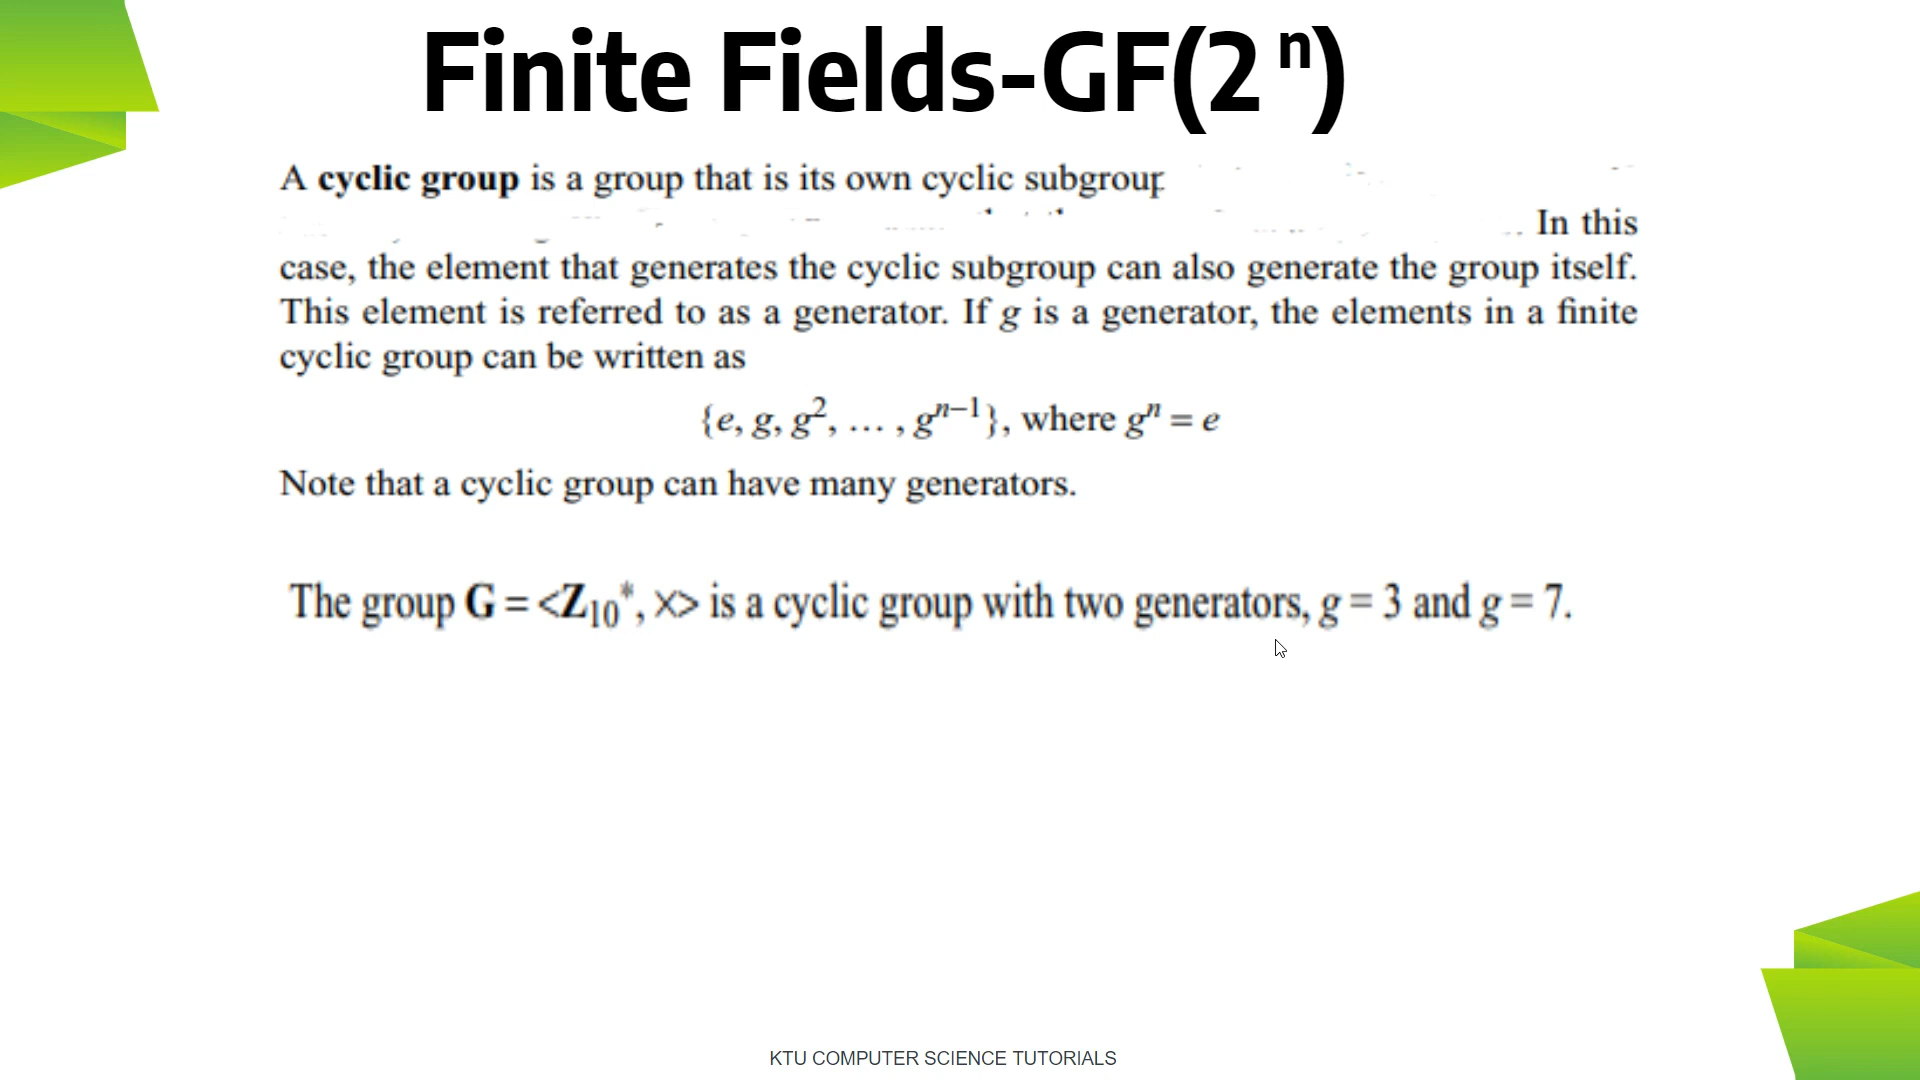 Finite Fields-GF(2 ⁿ)
A cyclic group is a group that is its own cyclic subgroup
In this
case, the element that generates the cyclic subgroup can also generate the group itself.
This element is referred to as a generator. If g is a generator, the elements in a finite
cyclic group can be written as
{e, g, g², … , gⁿ⁻¹}, where gⁿ = e
Note that a cyclic group can have many generators.
The group G = <Z₁₀*, ×> is a cyclic group with two generators, g = 3 and g = 7.
KTU COMPUTER SCIENCE TUTORIALS